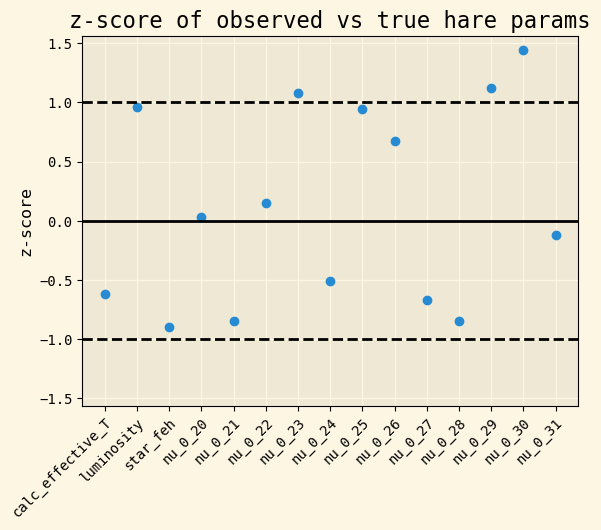 z-score of observed vs true hare params
z-score
1.5
1.0
0.5
0.0
−0.5
−1.0
−1.5
calc_effective_T
luminosity
star_feh
nu_0_20
nu_0_21
nu_0_22
nu_0_23
nu_0_24
nu_0_25
nu_0_26
nu_0_27
nu_0_28
nu_0_29
nu_0_30
nu_0_31